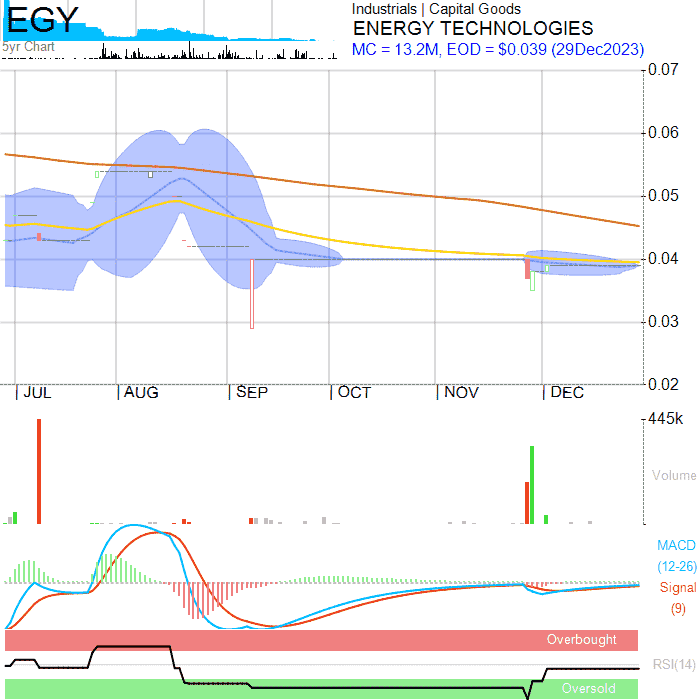 EGY
5yr Chart
Industrials | Capital Goods
ENERGY TECHNOLOGIES
MC = 13.2M, EOD = $0.039 (29Dec2023)
0.07
0.06
0.05
0.04
0.03
0.02
JUL AUG SEP OCT NOV DEC
445k
Volume
MACD
(12-26)
Signal
(9)
Overbought
RSI(14)
Oversold